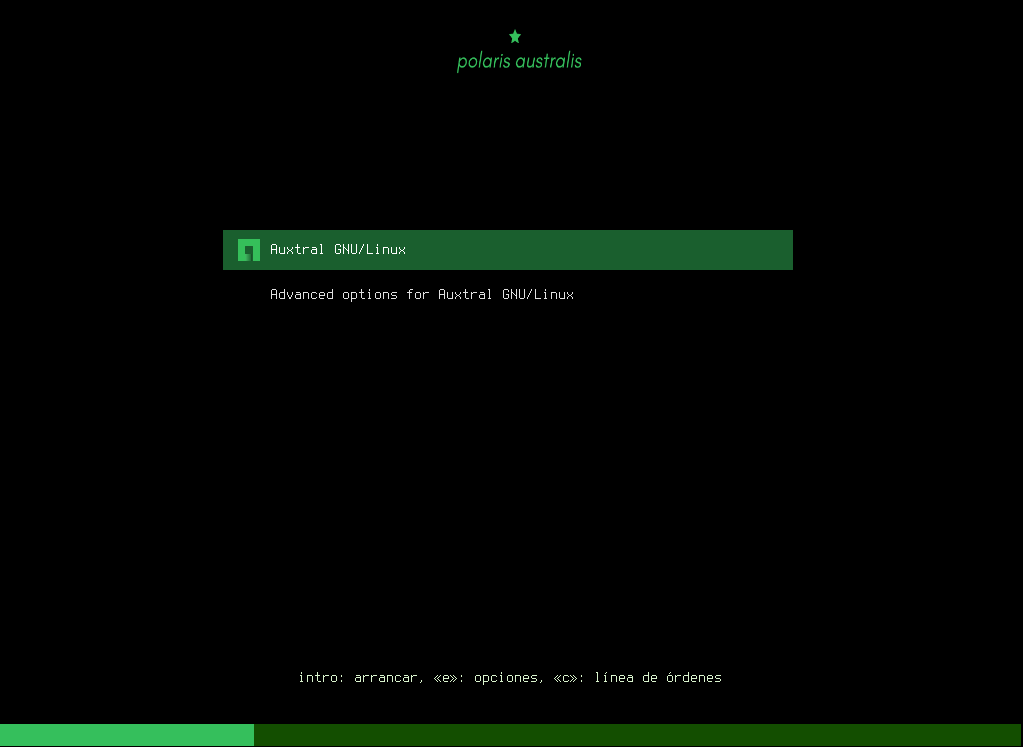 polaris australis
Auxtral GNU/Linux
Advanced options for Auxtral GNU/Linux
intro: arrancar, «e»: opciones, «c»: línea de órdenes